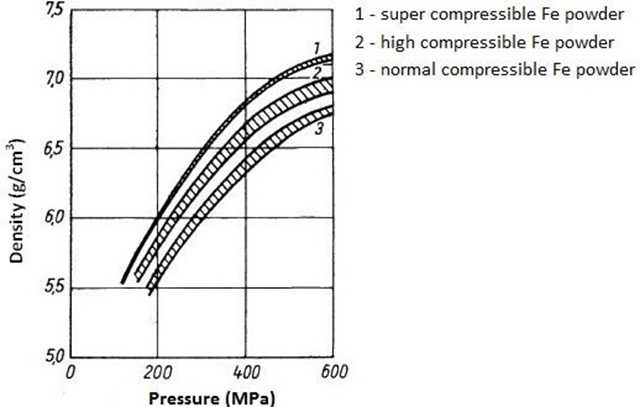 7,5
7,0
6,5
6,0
5,5
5,0
0
200
400
600
1
2
3
Density (g/cm³)
Pressure (MPa)
1 - super compressible Fe powder
2 - high compressible Fe powder
3 - normal compressible Fe powder